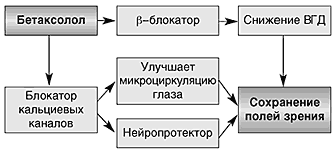 Бетаксолол
β-блокатор
Снижение ВГД
Улучшает
микроциркуляцию
глаза
Блокатор
кальциевых
каналов
Нейропротектор
Сохранение
полей зрения